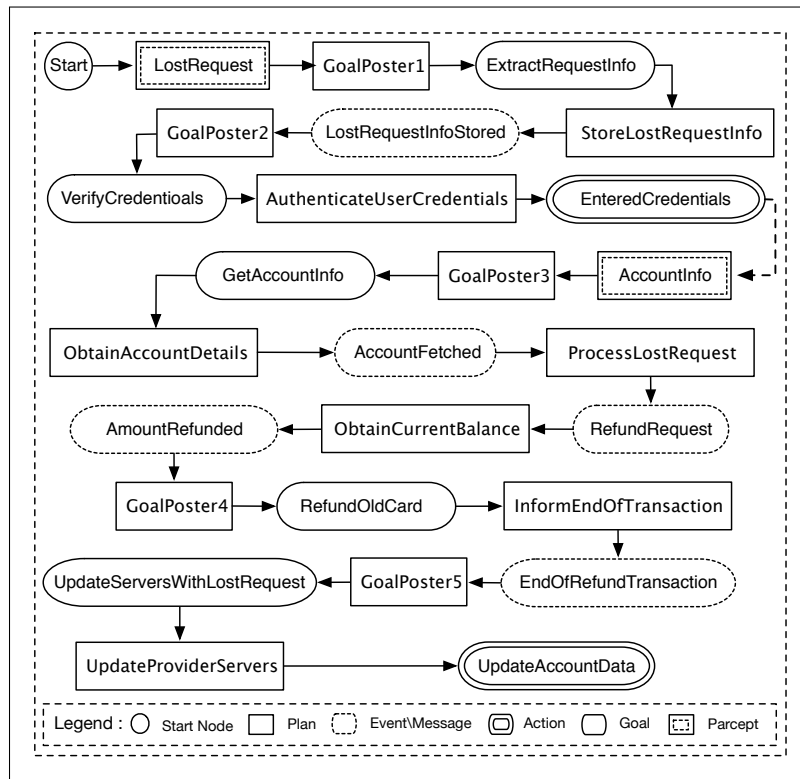 Start LostRequest GoalPoster1 ExtractRequestInfo
GoalPoster2 LostRequestInfoStored StoreLostRequestInfo
VerifyCredentioals AuthenticateUserCredentials EnteredCredentials
GetAccountInfo GoalPoster3 AccountInfo
ObtainAccountDetails AccountFetched ProcessLostRequest
AmountRefunded ObtainCurrentBalance RefundRequest
GoalPoster4 RefundOldCard InformEndOfTransaction
UpdateServersWithLostRequest GoalPoster5 EndOfRefundTransaction
UpdateProviderServers UpdateAccountData
Legend : Start Node Plan Event\Message Action Goal Parcept